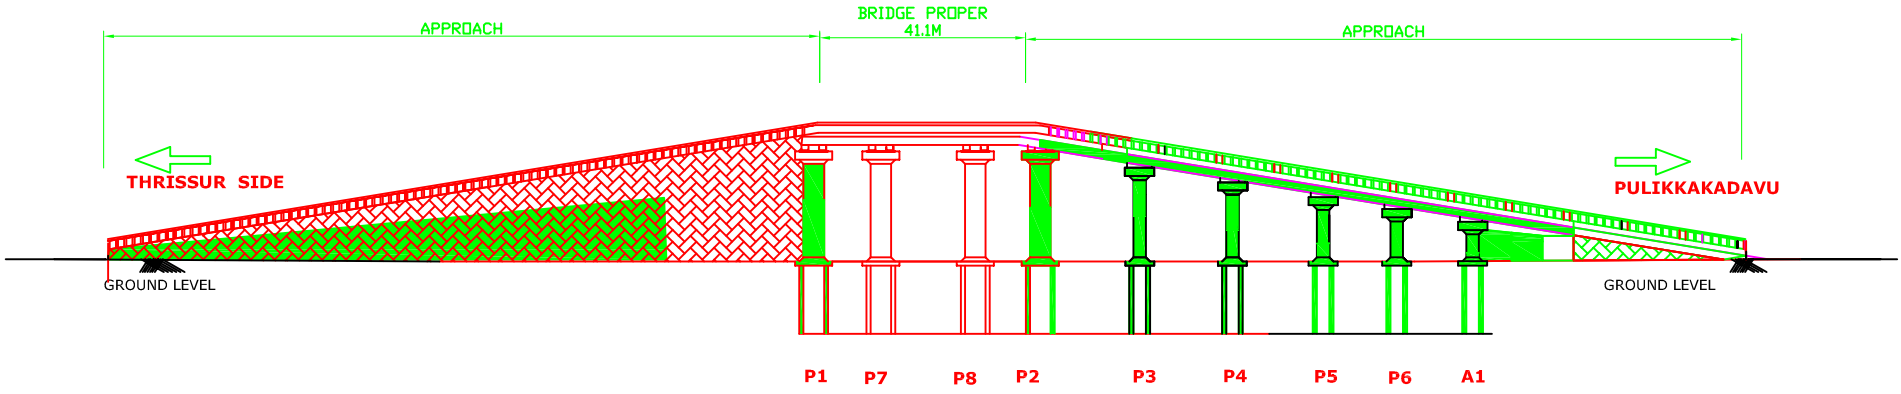 BRIDGE PROPER
41.1M
APPROACH
APPROACH
THRISSUR SIDE
PULIKKAKADAVU
GROUND LEVEL
GROUND LEVEL
P1 P7 P8 P2 P3 P4 P5 P6 A1